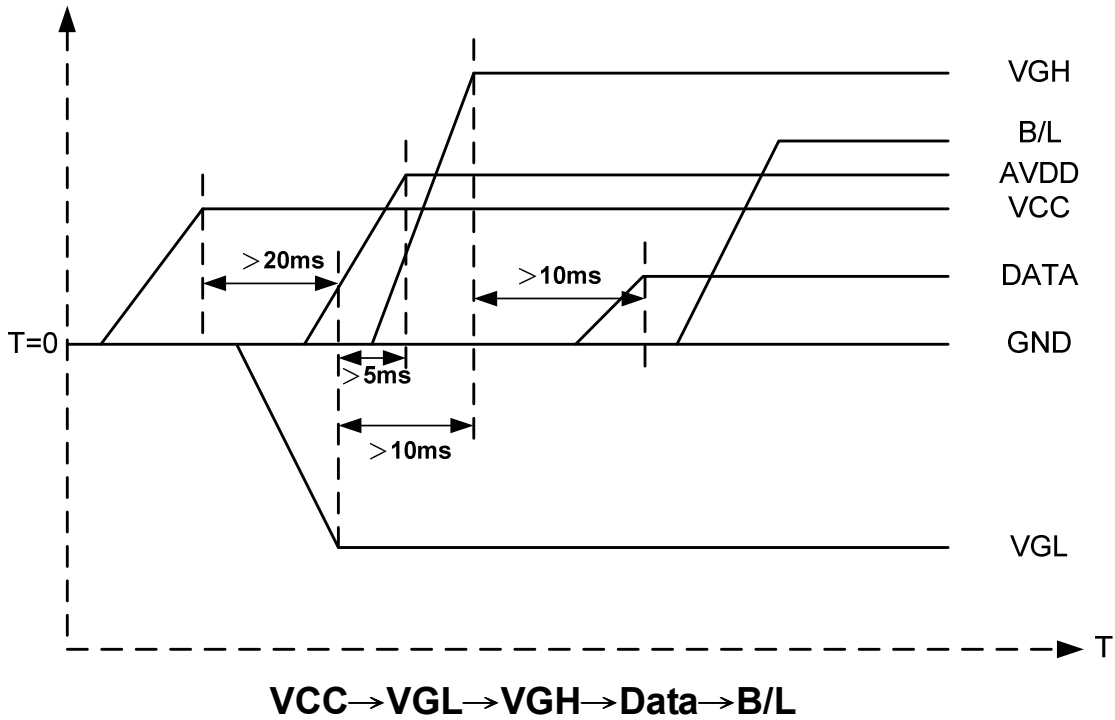 VGH
B/L
AVDD
VCC
>20ms
>10ms
DATA
T=0
GND
>5ms
>10ms
VGL
T
VCC→VGL→VGH→Data→B/L